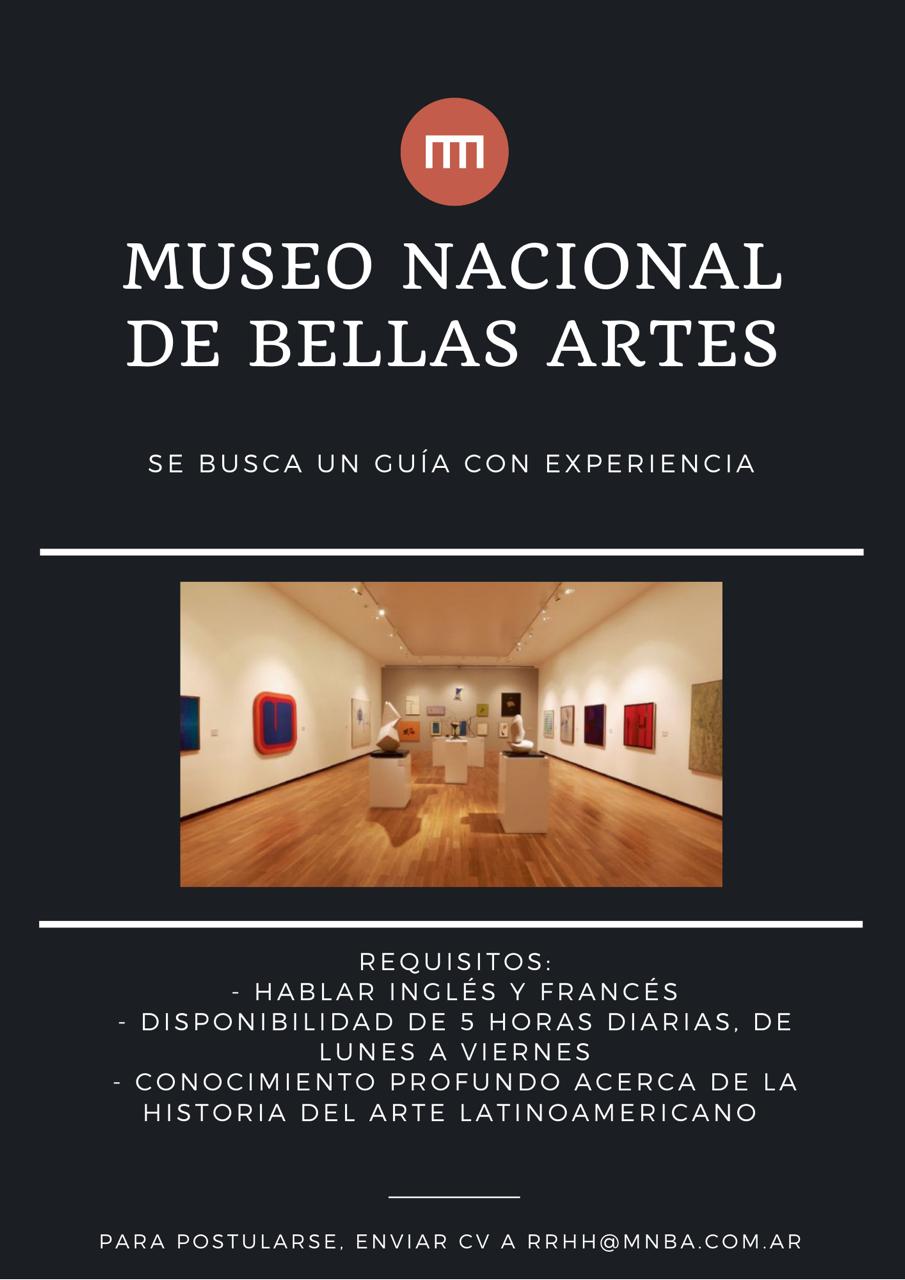 MUSEO NACIONAL
DE BELLAS ARTES
SE BUSCA UN GUÍA CON EXPERIENCIA
REQUISITOS:
- HABLAR INGLÉS Y FRANCÉS
- DISPONIBILIDAD DE 5 HORAS DIARIAS, DE
LUNES A VIERNES
- CONOCIMIENTO PROFUNDO ACERCA DE LA
HISTORIA DEL ARTE LATINOAMERICANO
PARA POSTULARSE, ENVIAR CV A RRHH@MNBA.COM.AR